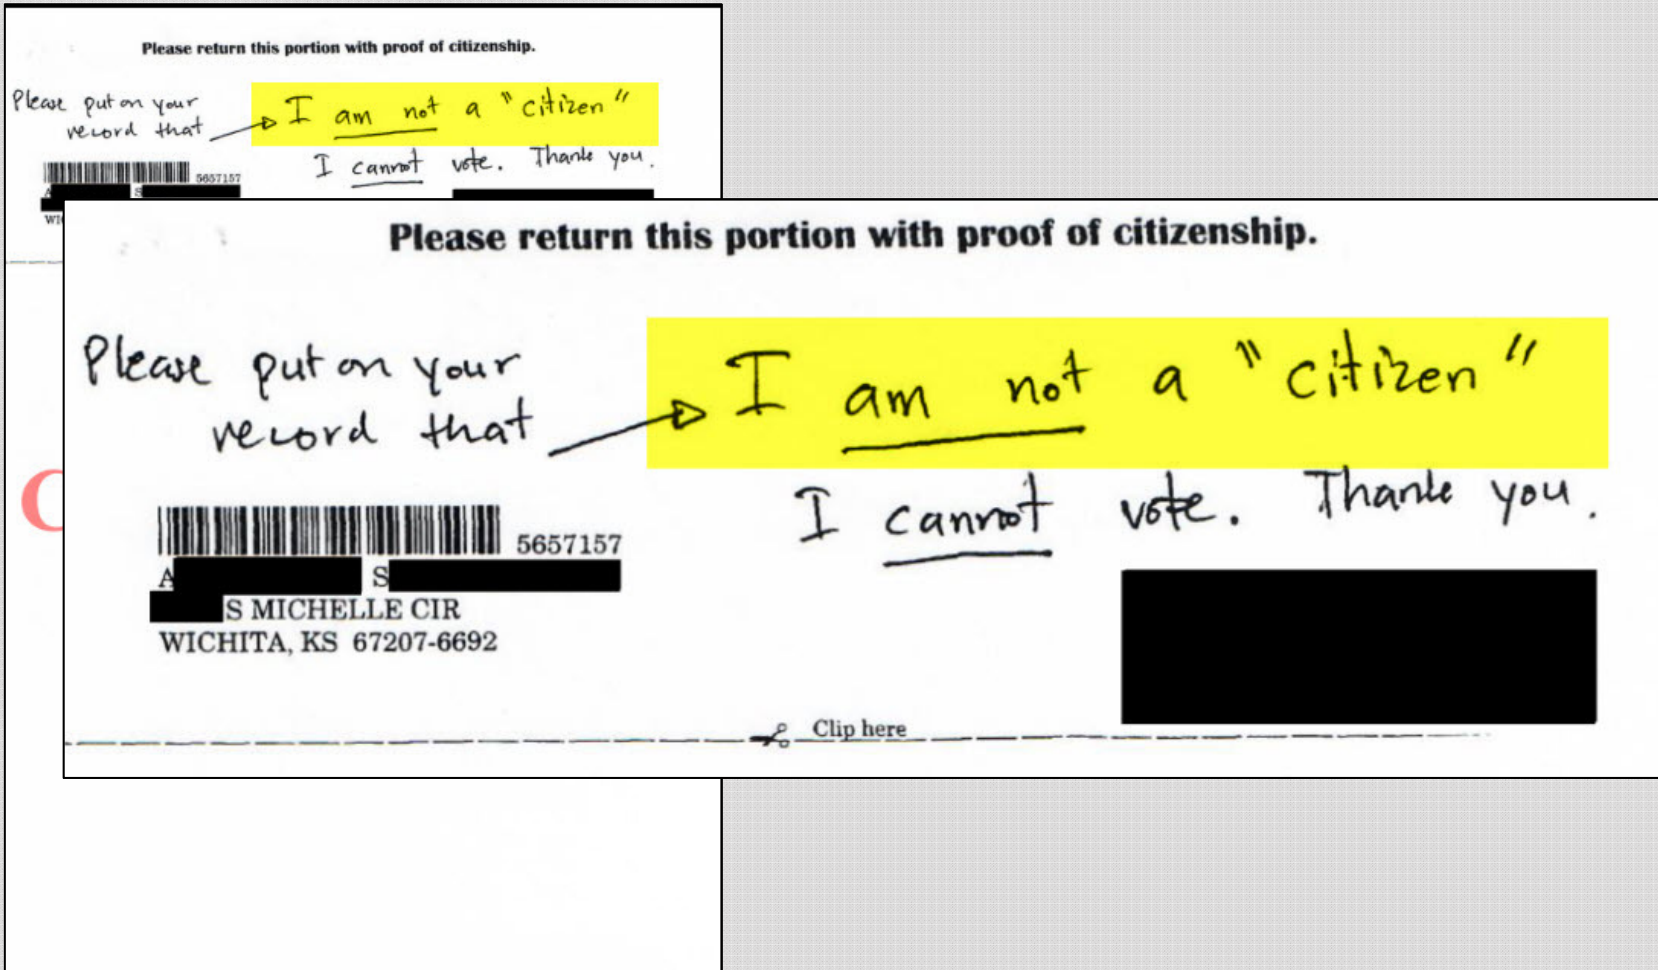 Please return this portion with proof of citizenship.
Please put on your
record that
I am not a "citizen"
I cannot vote. Thank you.
5657157
A S
WI
C
Please return this portion with proof of citizenship.
Please put on your
record that
I am not a "citizen"
I cannot vote. Thank you.
5657157
A S
S MICHELLE CIR
WICHITA, KS 67207-6692
Clip here